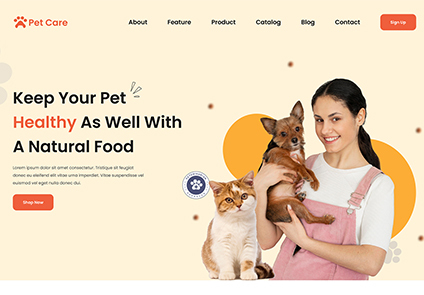 Pet Care
About Feature Product Catalog Blog Contact Sign Up
Keep Your Pet
Healthy As Well With
A Natural Food
Lorem ipsum dolor sit amet consectetur. Tristique sit feugiat
donec eu eleifend elit vitae urna imperdiet. Vitae suspendisse vel
euismod vel eget nulla donec dui.
Shop Now